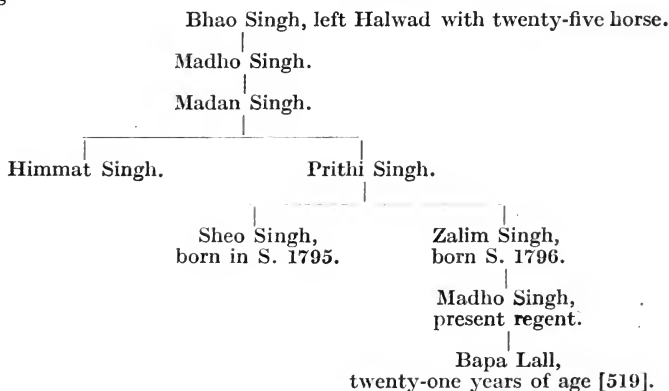 Bhao Singh, left Halwad with twenty-five horse.
Madho Singh.
Madan Singh.
Himmat Singh. Prithi Singh.
Sheo Singh, Zalim Singh,
born in S. 1795. born S. 1796.
Madho Singh,
present regent.
Bapa Lall,
twenty-one years of age [519].